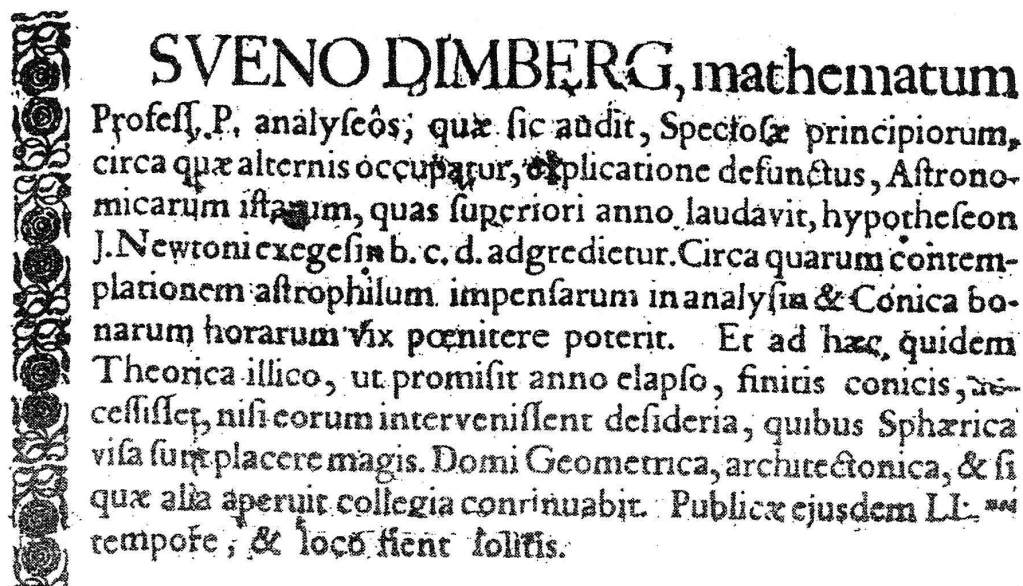 SVENO DIMBERG, mathematum
Profeſſ. P. analyſeôs, quæ ſic audit, Specioſæ principiorum,
circa quæ alternis occupatur, explicatione defunctus, Aſtrono-
micarum iſtarum, quas ſuperiori anno laudavit, hypotheſeon
J. Newtoni exegeſin b. c. d. adgredietur. Circa quarum contem-
plationem aſtrophilum impenſarum in analyſin & Conica bo-
narum horarum vix pœnitere poterit. Et ad hæc quidem
Theorica illico, ut promiſit anno elapſo, finitis conicis,
ceſſiſſet, niſi eorum interveniſſent deſideria, quibus Sphærica
viſa ſunt placere magis. Domi Geometrica, architectonica, & ſi
quæ alia aperuit collegia continuabit. Publicæ ejusdem
tempore, & loco fient ſolitis.